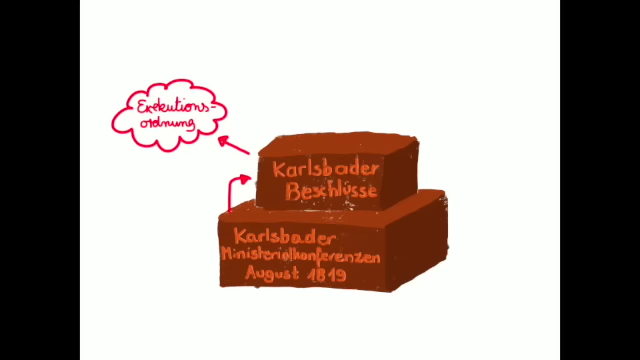 Exekutions-
ordnung
Karlsbader
Beschlüsse
Karlsbader
Ministerialkonferenzen
August 1819